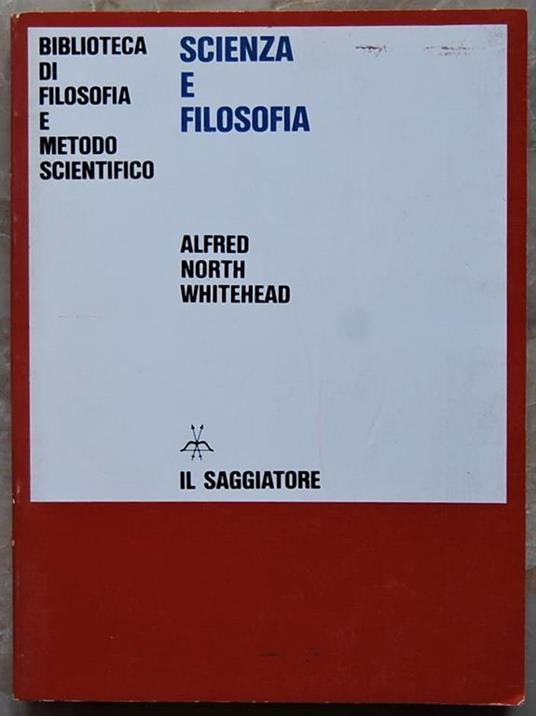 BIBLIOTECA
DI
FILOSOFIA
E
METODO
SCIENTIFICO
SCIENZA
E
FILOSOFIA
ALFRED
NORTH
WHITEHEAD
IL SAGGIATORE